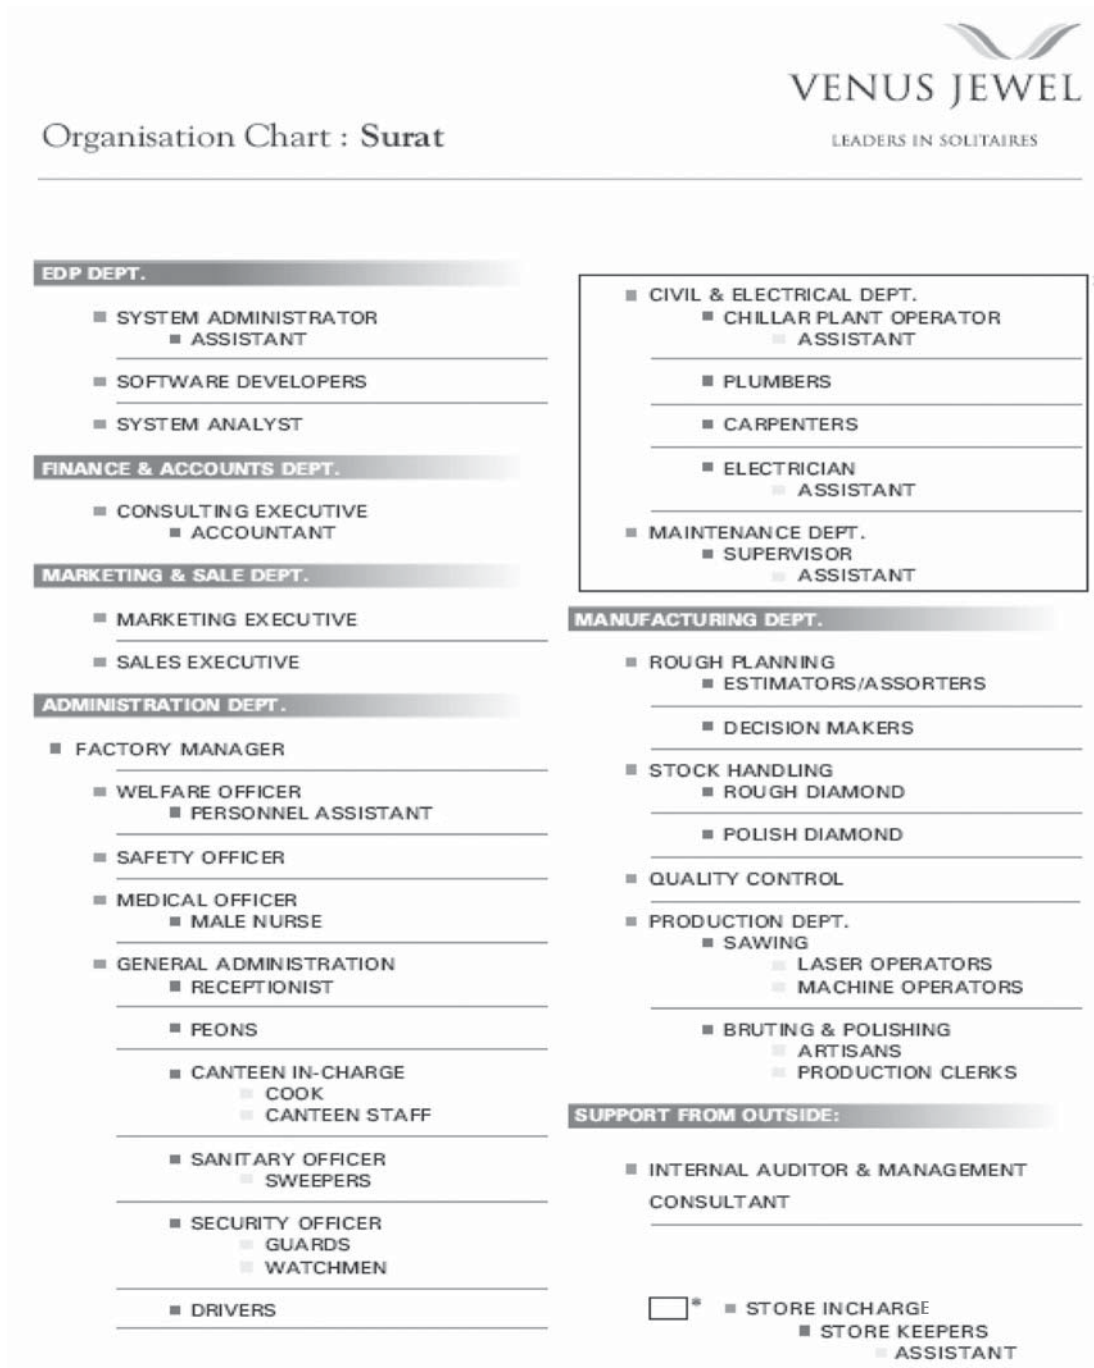 VENUS JEWEL
LEADERS IN SOLITAIRES
Organisation Chart : Surat
EDP DEPT.
SYSTEM ADMINISTRATOR
ASSISTANT
SOFTWARE DEVELOPERS
SYSTEM ANALYST
FINANCE & ACCOUNTS DEPT.
CONSULTING EXECUTIVE
ACCOUNTANT
MARKETING & SALE DEPT.
MARKETING EXECUTIVE
SALES EXECUTIVE
ADMINISTRATION DEPT.
FACTORY MANAGER
WELFARE OFFICER
PERSONNEL ASSISTANT
SAFETY OFFICER
MEDICAL OFFICER
MALE NURSE
GENERAL ADMINISTRATION
RECEPTIONIST
PEONS
CANTEEN IN-CHARGE
COOK
CANTEEN STAFF
SANITARY OFFICER
SWEEPERS
SECURITY OFFICER
GUARDS
WATCHMEN
DRIVERS
CIVIL & ELECTRICAL DEPT.
CHILLAR PLANT OPERATOR
ASSISTANT
PLUMBERS
CARPENTERS
ELECTRICIAN
ASSISTANT
MAINTENANCE DEPT.
SUPERVISOR
ASSISTANT
MANUFACTURING DEPT.
ROUGH PLANNING
ESTIMATORS/ASSORTERS
DECISION MAKERS
STOCK HANDLING
ROUGH DIAMOND
POLISH DIAMOND
QUALITY CONTROL
PRODUCTION DEPT.
SAWING
LASER OPERATORS
MACHINE OPERATORS
BRUTING & POLISHING
ARTISANS
PRODUCTION CLERKS
SUPPORT FROM OUTSIDE:
INTERNAL AUDITOR & MANAGEMENT
CONSULTANT
* STORE INCHARGE
STORE KEEPERS
ASSISTANT